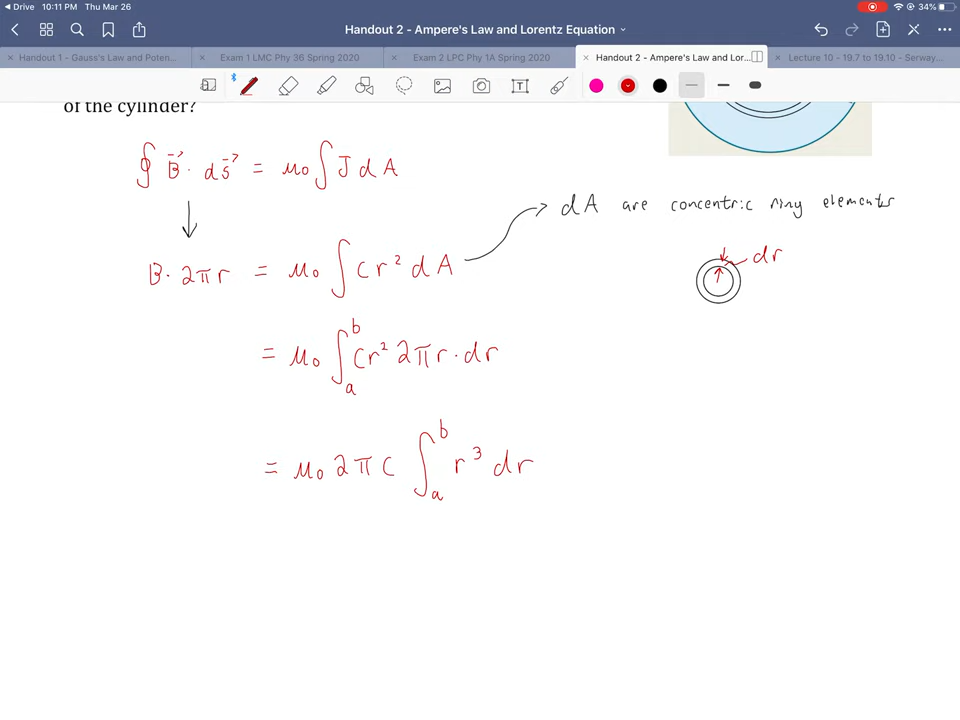 Drive 10:11 PM Thu Mar 26 34%
Handout 2 - Ampere's Law and Lorentz Equation
Handout 1 - Gauss's Law and Poten... Exam 1 LMC Phy 36 Spring 2020 Exam 2 LPC Phy 1A Spring 2020 Handout 2 - Ampere's Law and Lor... Lecture 10 - 19.7 to 19.10 - Serway...
of the cylinder?
∮ B⃗ · ds⃗ = μ₀ ∫ J dA
dA are concentric ring elements
B · 2πr = μ₀ ∫ Cr² dA
dr
= μ₀ ∫ₐᵇ Cr² 2πr · dr
= μ₀ 2πC ∫ₐᵇ r³ dr